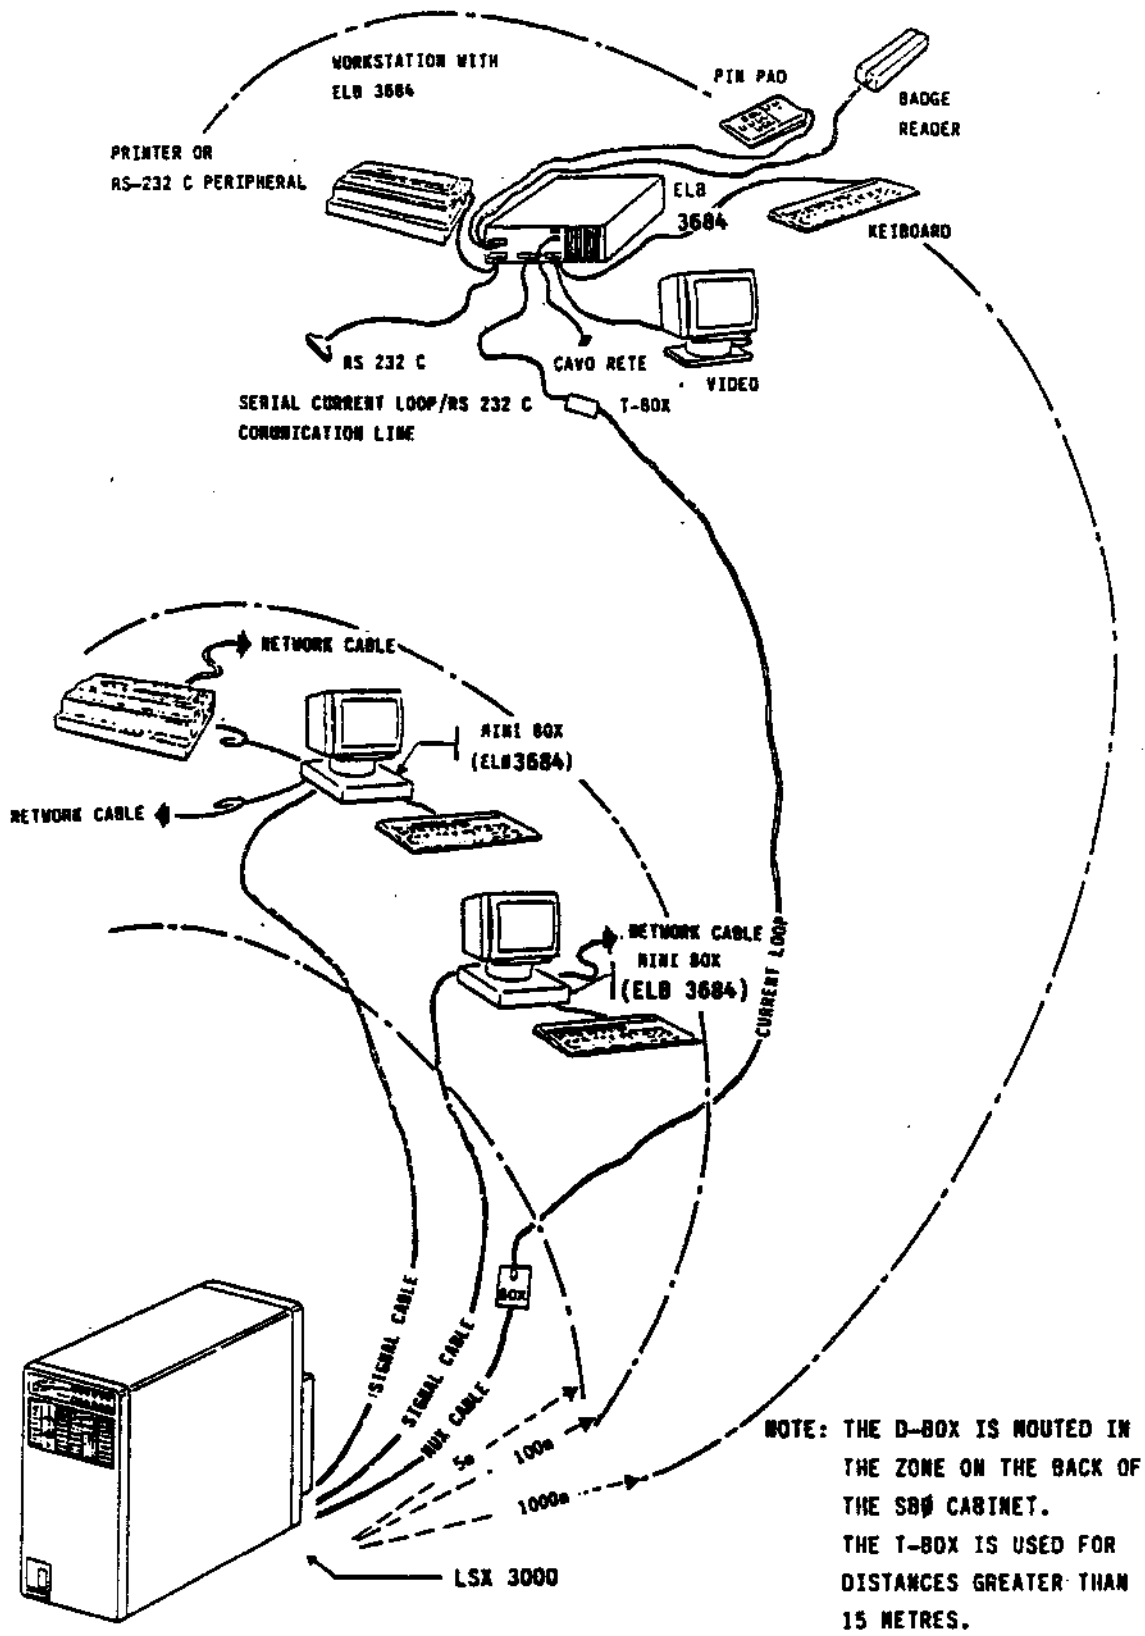 WORKSTATION WITH
ELB 3684
PIN PAD
BADGE
READER
PRINTER OR
RS-232 C PERIPHERAL
ELB
3684
KEYBOARD
RS 232 C
CAVO RETE
VIDEO
SERIAL CURRENT LOOP/RS 232 C
COMUNICATION LINE
T-BOX
NETWORK CABLE
MINI BOX
(ELB 3684)
NETWORK CABLE
NETWORK CABLE
MINI BOX
(ELB 3684)
CURRENT LOOP
BOX
SIGNAL CABLE
SIGNAL CABLE
MUX CABLE
5m
100m
1000m
LSX 3000
NOTE: THE D-BOX IS MOUTED IN
THE ZONE ON THE BACK OF
THE SBØ CABINET.
THE T-BOX IS USED FOR
DISTANCES GREATER THAN
15 METRES.